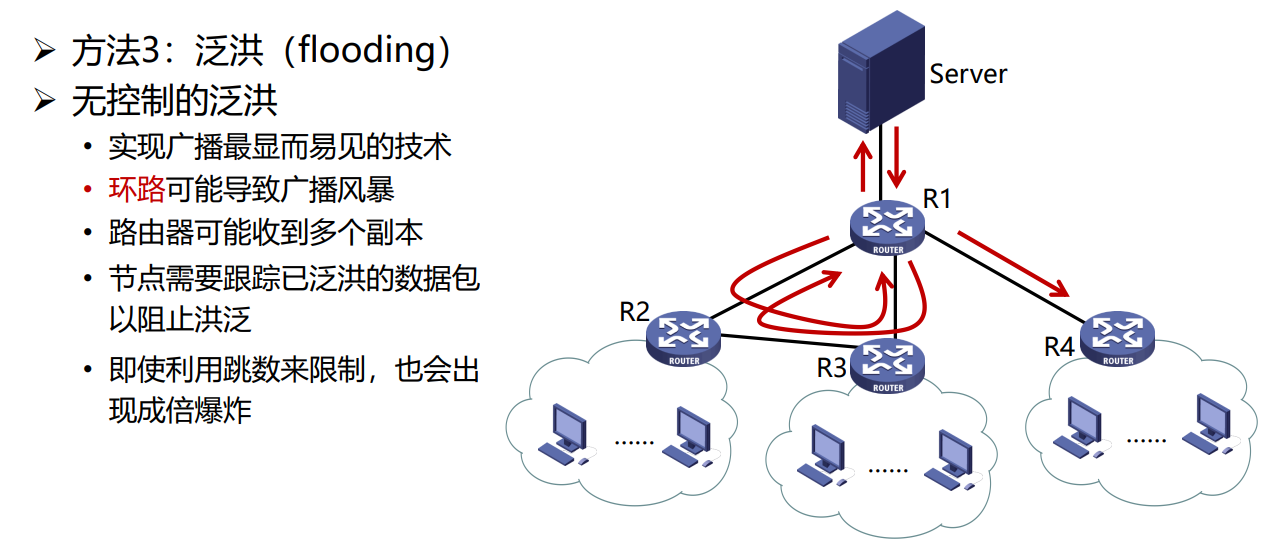 ➢ 方法3：泛洪（flooding）
➢ 无控制的泛洪
• 实现广播最显而易见的技术
• 环路可能导致广播风暴
• 路由器可能收到多个副本
• 节点需要跟踪已泛洪的数据包
以阻止洪泛
• 即使利用跳数来限制，也会出
现成倍爆炸
Server
R1
ROUTER
R2
ROUTER
R3
ROUTER
R4
ROUTER
......
......
......